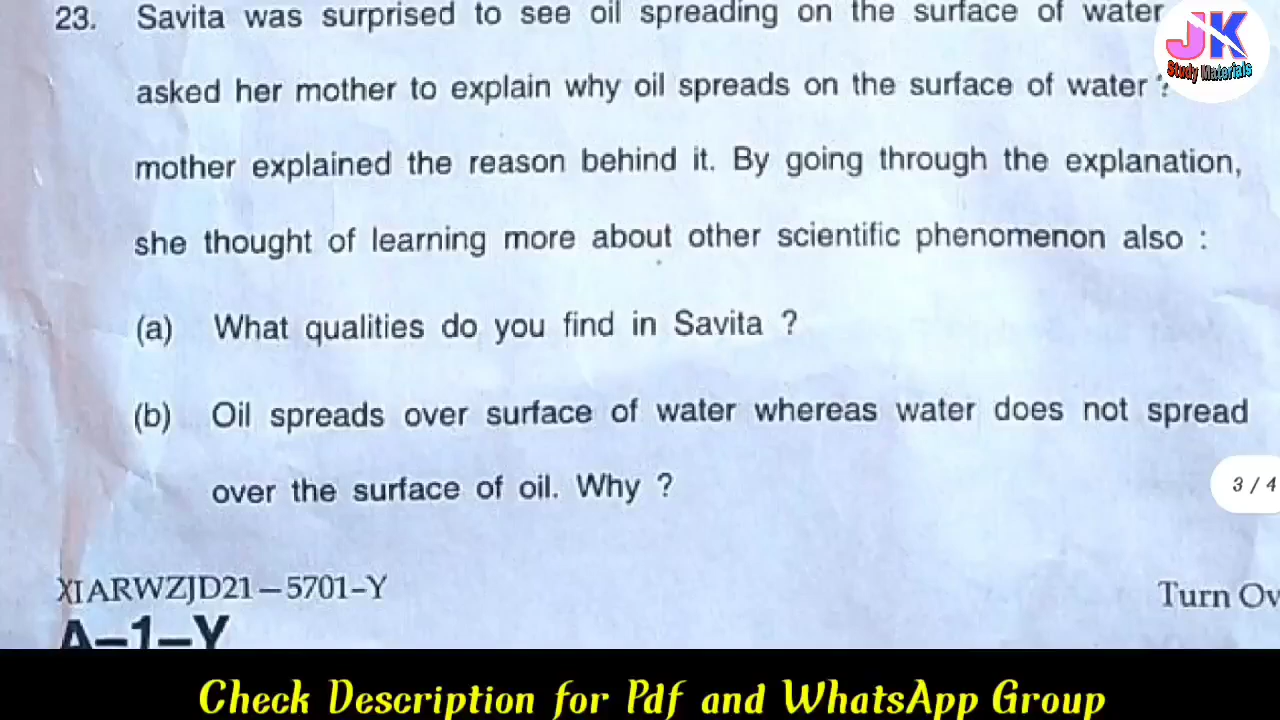 23. Savita was surprised to see oil spreading on the surface of water
asked her mother to explain why oil spreads on the surface of water ?
mother explained the reason behind it. By going through the explanation,
she thought of learning more about other scientific phenomenon also :
(a) What qualities do you find in Savita ?
(b) Oil spreads over surface of water whereas water does not spread
over the surface of oil. Why ?
XIARWZJD21–5701–Y
Turn Ov
A–1–Y
JK
Study Materials
3 / 4
Check Description for Pdf and WhatsApp Group